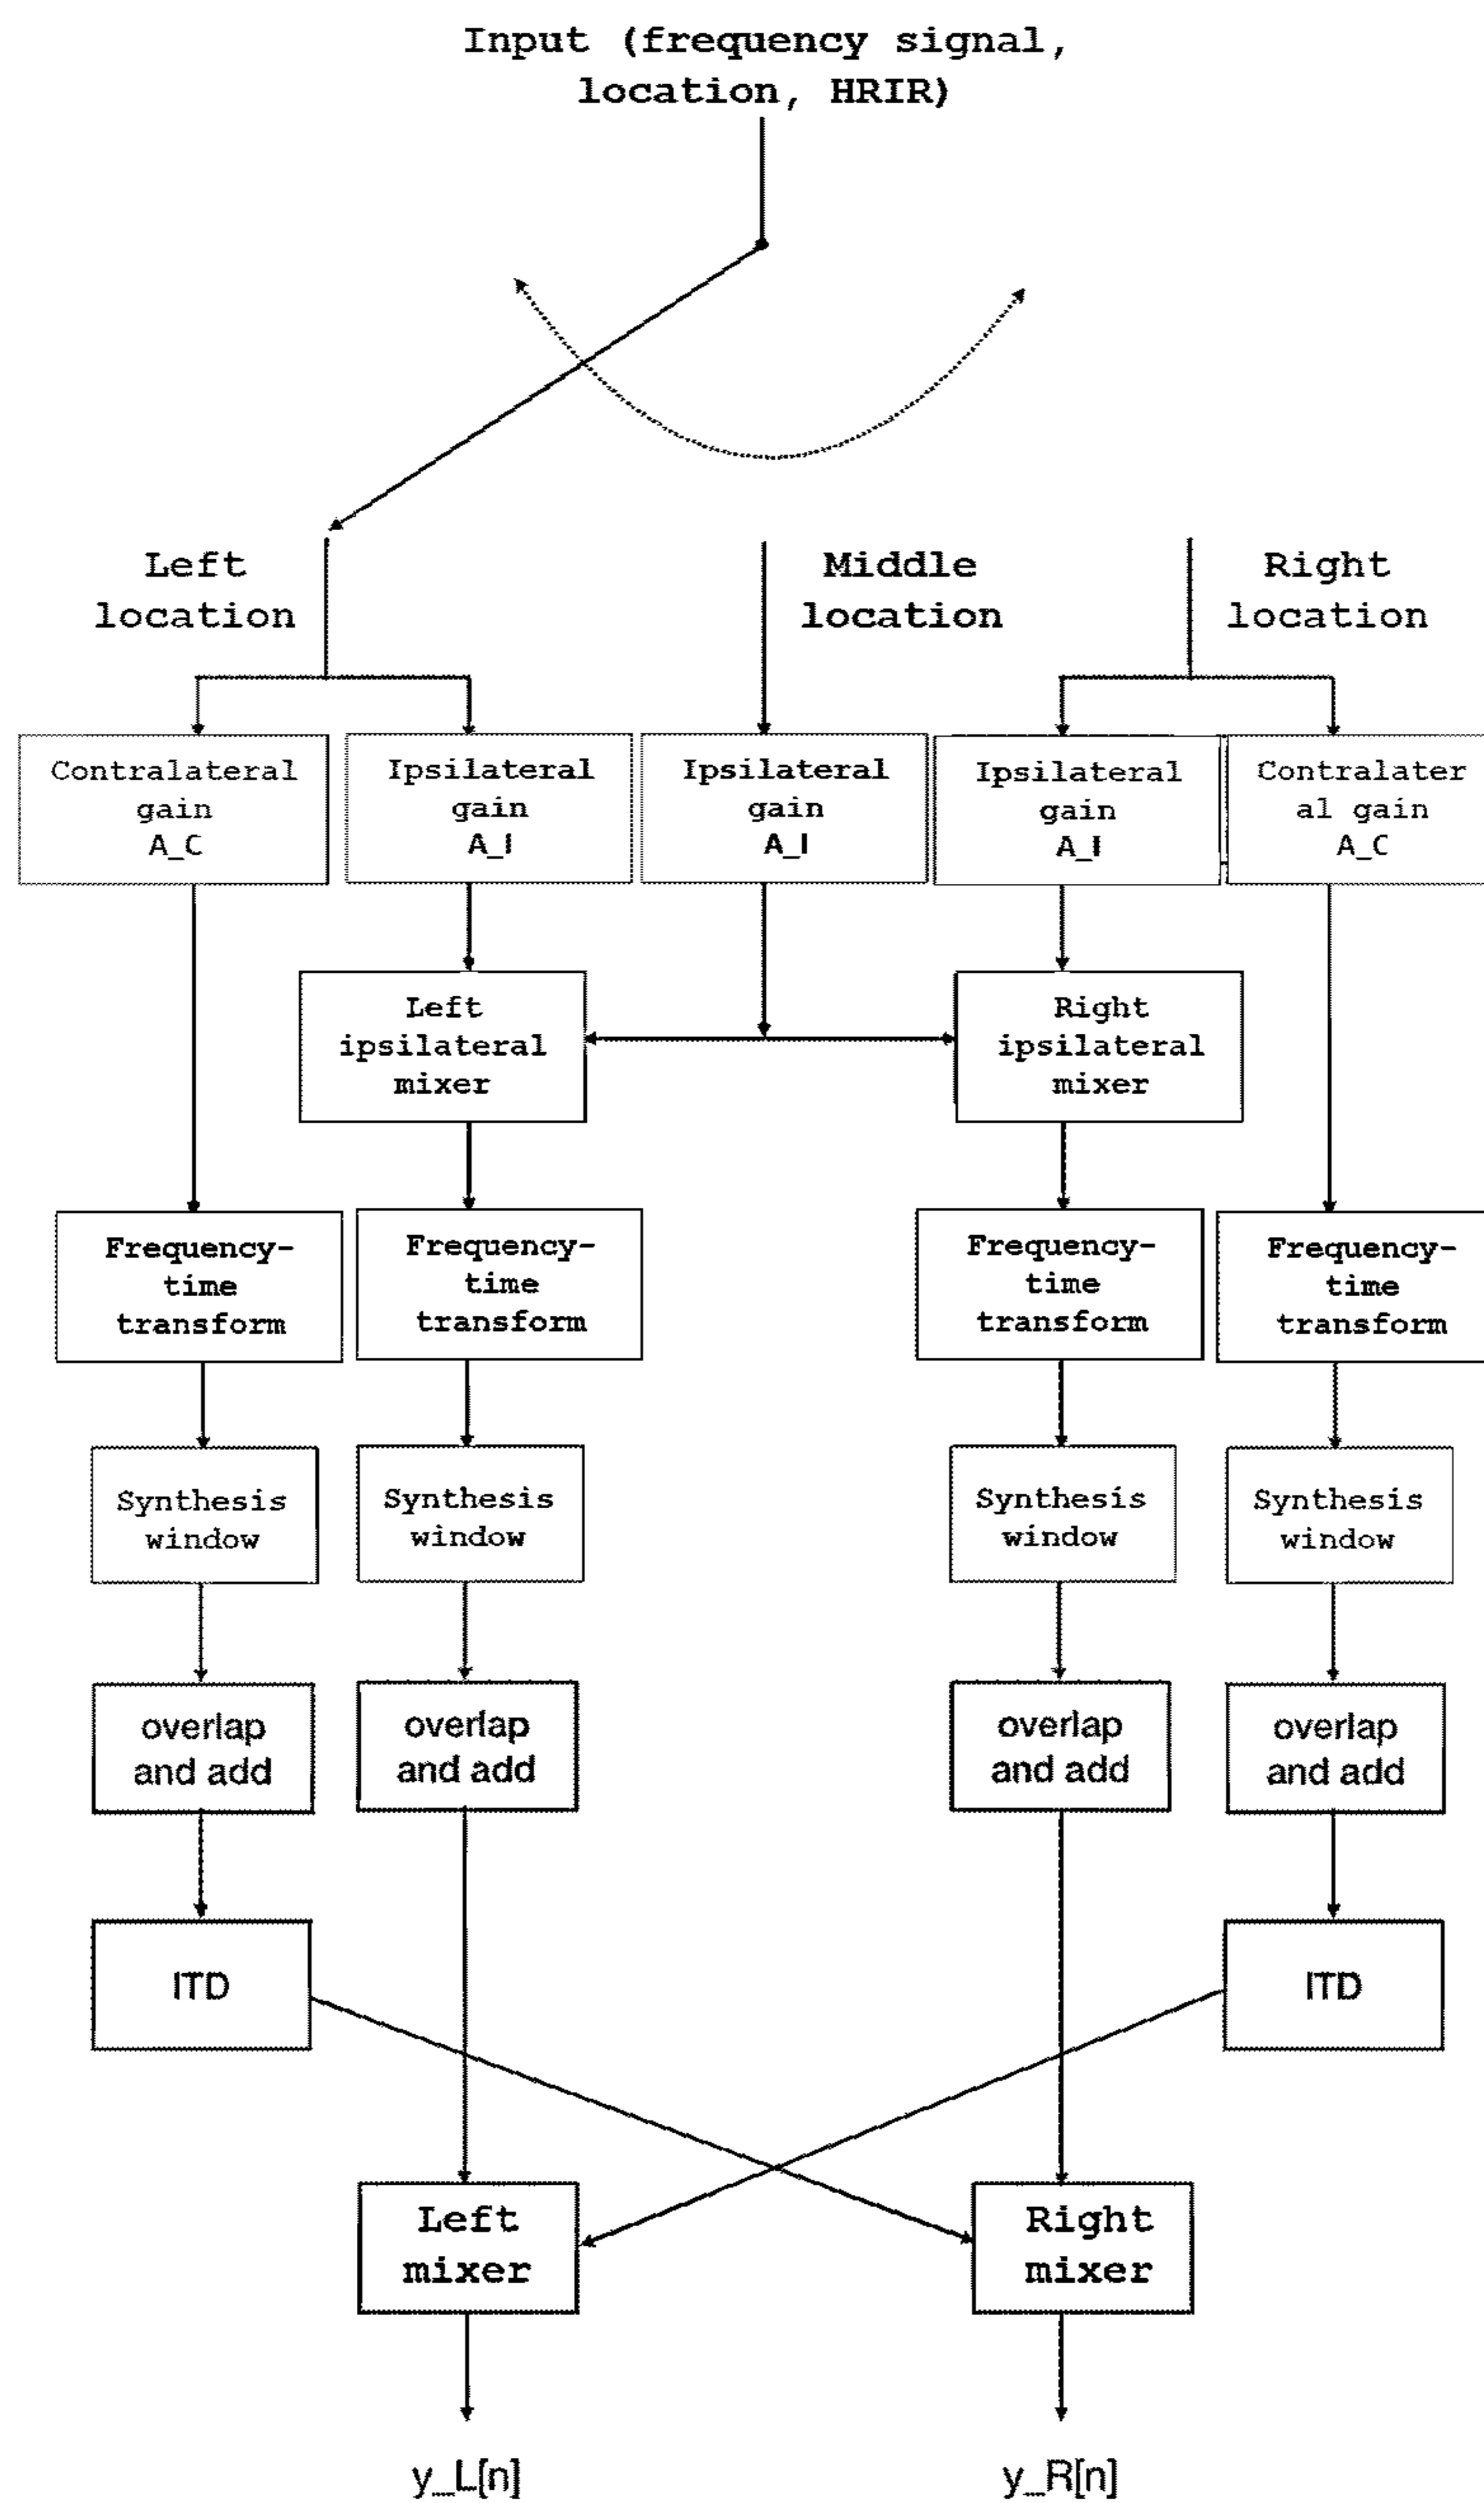 Input (frequency signal,
location, HRIR)
Left
location
Middle
location
Right
location
Contralateral
gain
A_C
Ipsilateral
gain
A_I
Ipsilateral
gain
A_I
Ipsilateral
gain
A_I
Contralater
al gain
A_C
Left
ipsilateral
mixer
Right
ipsilateral
mixer
Frequency-
time
transform
Frequency-
time
transform
Frequency-
time
transform
Frequency-
time
transform
Synthesis
window
Synthesis
window
Synthesis
window
Synthesis
window
overlap
and add
overlap
and add
overlap
and add
overlap
and add
ITD
ITD
Left
mixer
Right
mixer
y_L[n]
y_R[n]